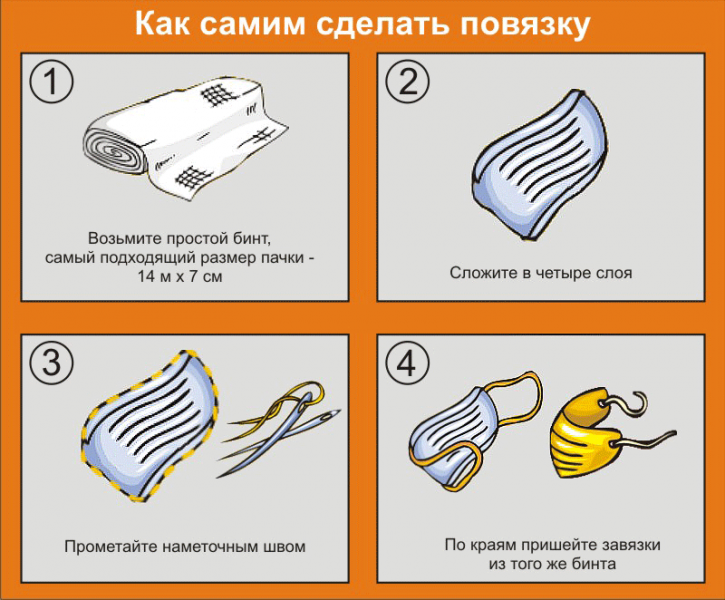 Как самим сделать повязку
1
Возьмите простой бинт,
самый подходящий размер пачки -
14 м х 7 см
2
Сложите в четыре слоя
3
Прометайте наметочным швом
4
По краям пришейте завязки
из того же бинта